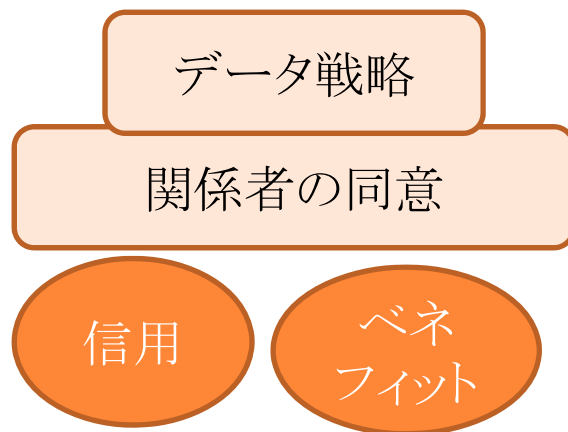 データ戦略
関係者の同意
信用
ベネ
フィット